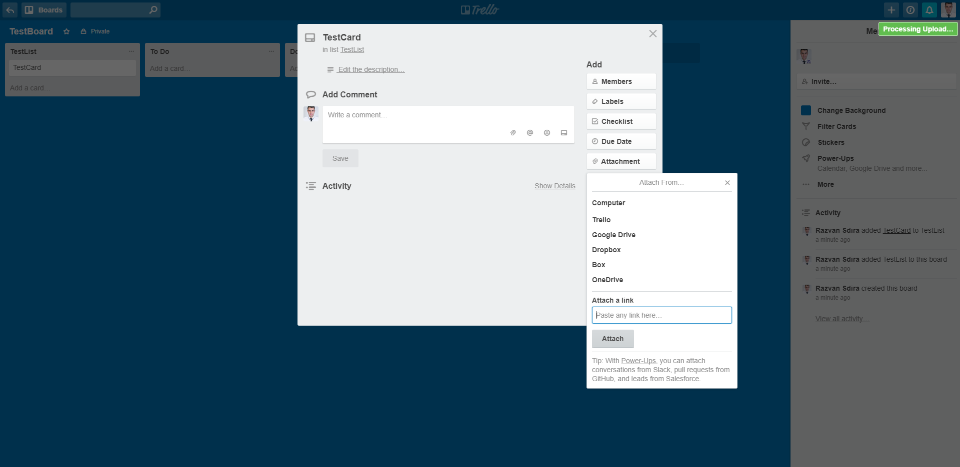 Boards
Trello
TestBoard
Private
Processing Upload...
TestList
TestCard
Add a card...
To Do
Add a card...
TestCard
in list TestList
Edit the description...
Add Comment
Write a comment...
Save
Activity
Show Details
Add
Members
Labels
Checklist
Due Date
Attachment
Attach From...
Computer
Trello
Google Drive
Dropbox
Box
OneDrive
Attach a link
Paste any link here...
Attach
Tip: With Power-Ups, you can attach
conversations from Slack, pull requests from
GitHub, and leads from Salesforce.
Invite...
Change Background
Filter Cards
Stickers
Power-Ups
Calendar, Google Drive and more...
More
Activity
Razvan Sdira added TestCard to TestList
a minute ago
Razvan Sdira added TestList to this board
a minute ago
Razvan Sdira created this board
a minute ago
View all activity...